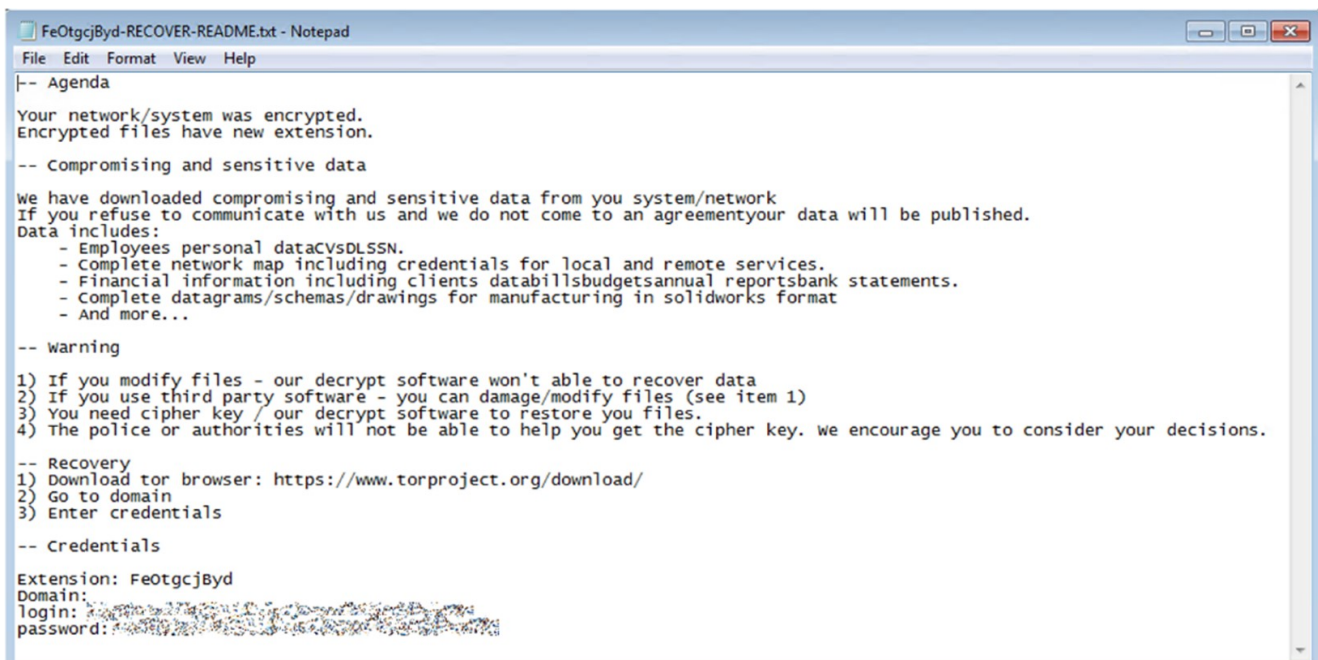 FeOtgcjByd-RECOVER-README.txt - Notepad
File Edit Format View Help
-- Agenda
Your network/system was encrypted.
Encrypted files have new extension.
-- Compromising and sensitive data
We have downloaded compromising and sensitive data from you system/network
If you refuse to communicate with us and we do not come to an agreementyour data will be published.
Data includes:
- Employees personal dataCVsDLSSN.
- Complete network map including credentials for local and remote services.
- Financial information including clients databillsbudgetsannual reportsbank statements.
- Complete datagrams/schemas/drawings for manufacturing in solidworks format
- And more...
-- Warning
1) If you modify files - our decrypt software won't able to recover data
2) If you use third party software - you can damage/modify files (see item 1)
3) You need cipher key / our decrypt software to restore you files.
4) The police or authorities will not be able to help you get the cipher key. We encourage you to consider your decisions.
-- Recovery
1) Download tor browser: https://www.torproject.org/download/
2) Go to domain
3) Enter credentials
-- Credentials
Extension: FeOtgcjByd
Domain:
login:
password: